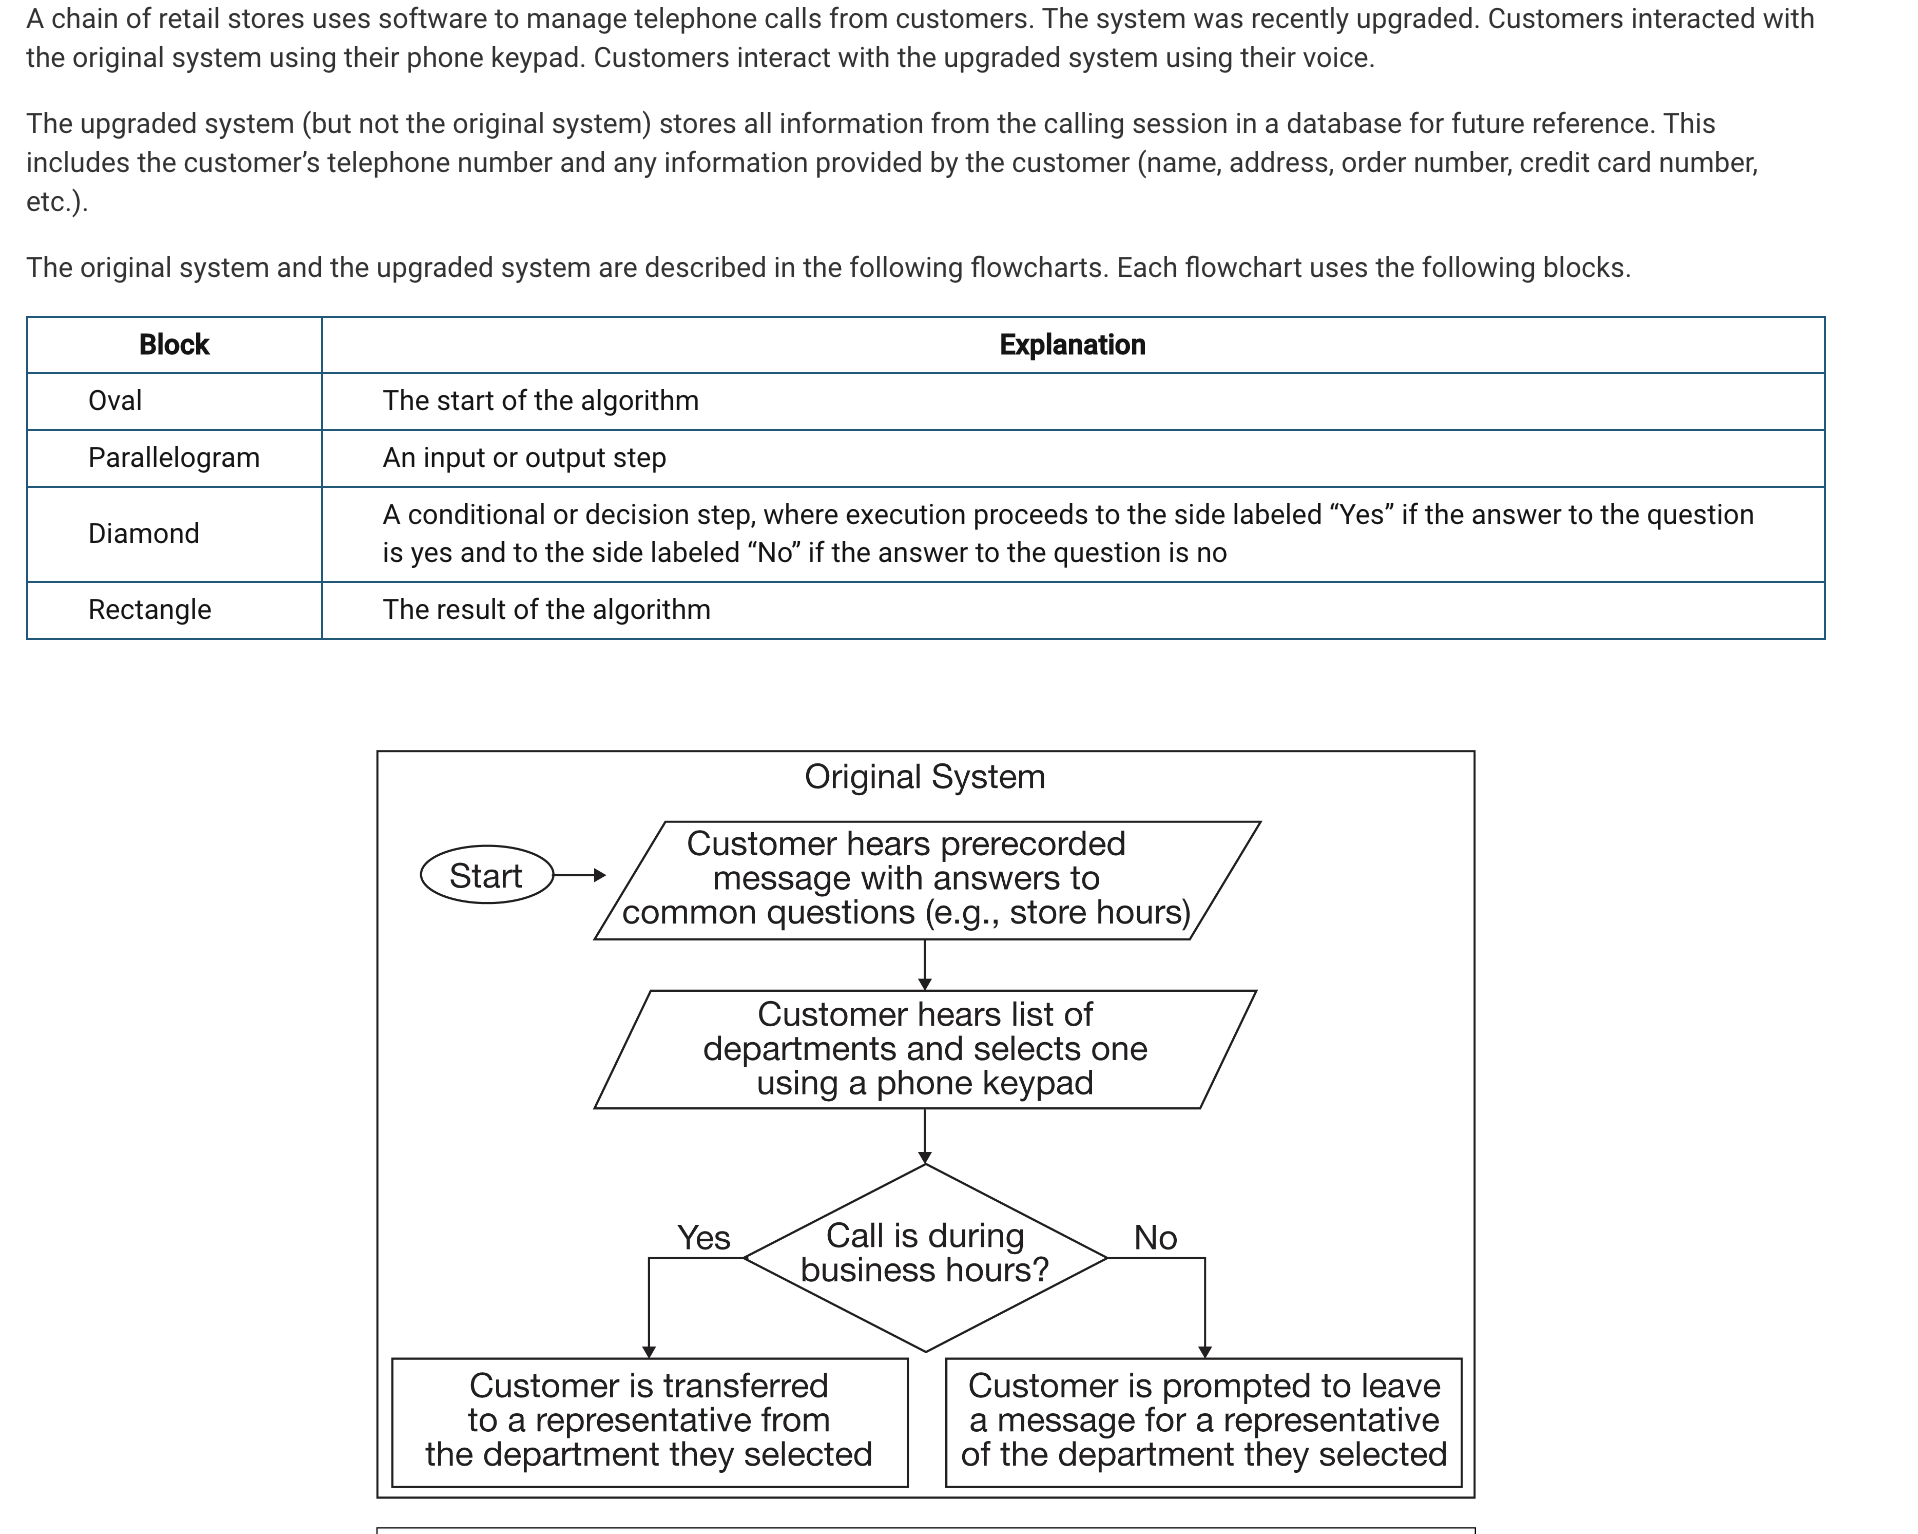 A chain of retail stores uses software to manage telephone calls from customers. The system was recently upgraded. Customers interacted with
the original system using their phone keypad. Customers interact with the upgraded system using their voice.
The upgraded system (but not the original system) stores all information from the calling session in a database for future reference. This
includes the customer’s telephone number and any information provided by the customer (name, address, order number, credit card number,
etc.).
The original system and the upgraded system are described in the following flowcharts. Each flowchart uses the following blocks.
Block Explanation
Oval The start of the algorithm
Parallelogram An input or output step
Diamond A conditional or decision step, where execution proceeds to the side labeled “Yes” if the answer to the question
is yes and to the side labeled “No” if the answer to the question is no
Rectangle The result of the algorithm
Original System
Start
Customer hears prerecorded
message with answers to
common questions (e.g., store hours)
Customer hears list of
departments and selects one
using a phone keypad
Call is during
business hours?
Yes
No
Customer is transferred
to a representative from
the department they selected
Customer is prompted to leave
a message for a representative
of the department they selected